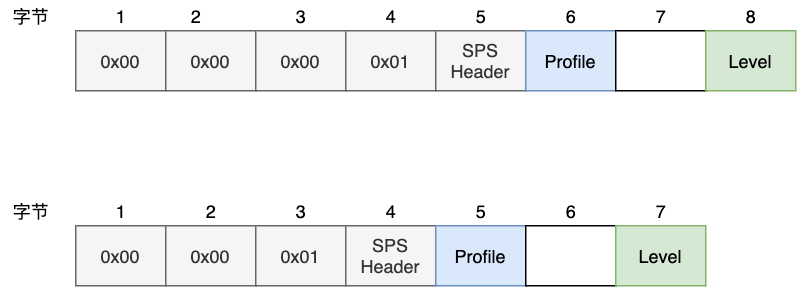 字节 1 2 3 4 5 6 7 8
0x00 0x00 0x00 0x01 SPS Header Profile Level
字节 1 2 3 4 5 6 7
0x00 0x00 0x01 SPS Header Profile Level